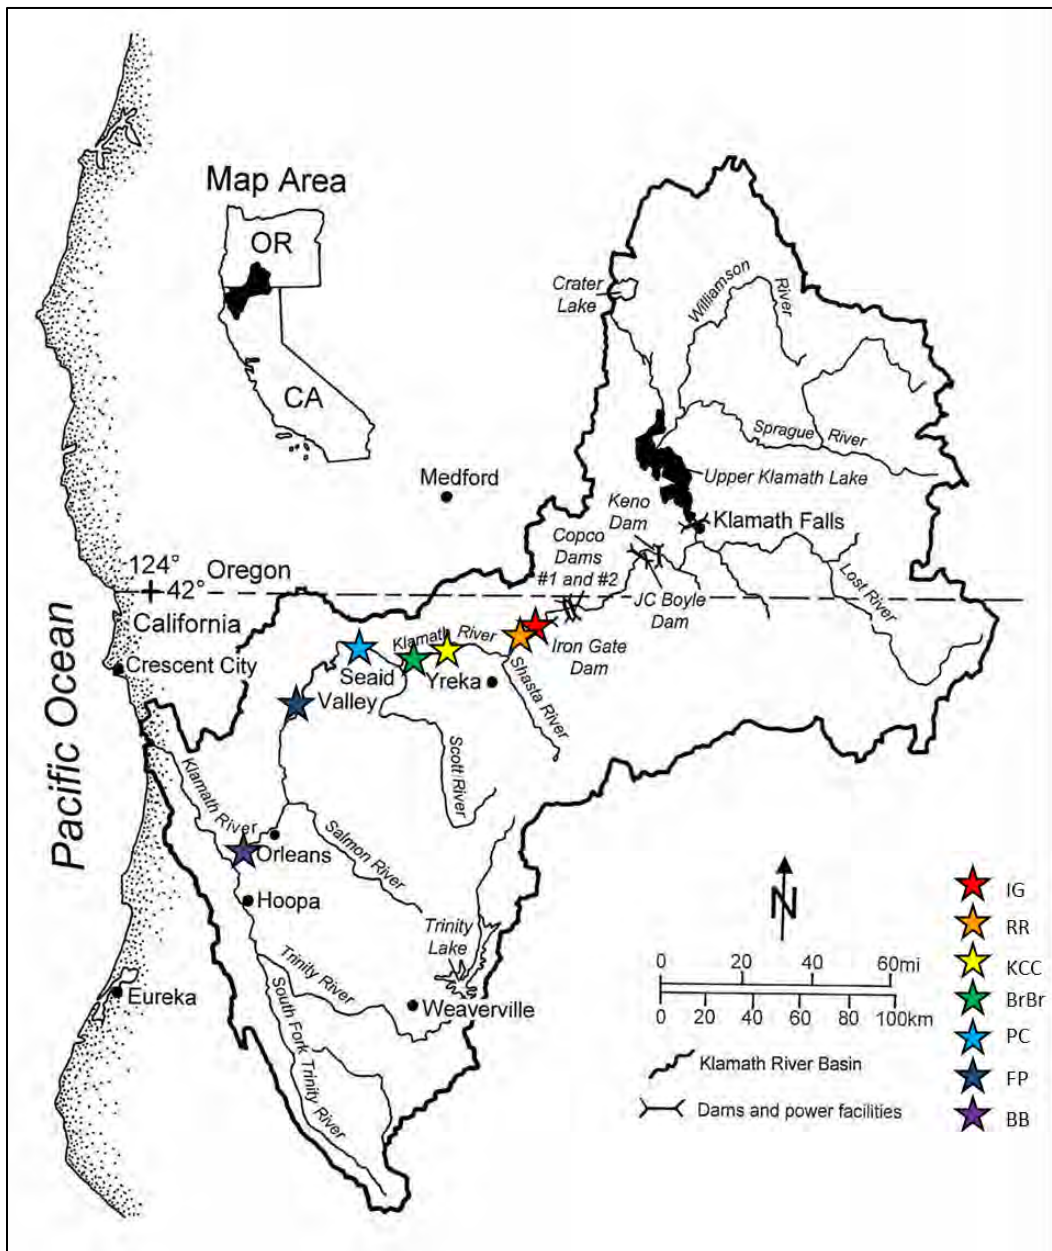 Map Area
OR
CA
Crater
Lake
Williamson
River
Sprague
River
Medford
Upper Klamath Lake
Keno
Dam
Klamath Falls
Copco
Dams
#1 and #2
124°
42°
Oregon
California
JC Boyle
Dam
Lost River
Pacific Ocean
Crescent City
Klamath River
Iron Gate
Dam
Seaid
Valley
Yreka
Shasta River
Scott River
Klamath River
Salmon River
Orleans
Hoopa
Trinity
Lake
Trinity River
South Fork Trinity River
Weaverville
Eureka
N
0 20 40 60mi
0 20 40 60 80 100km
Klamath River Basin
Dams and power facilities
IG
RR
KCC
BrBr
PC
FP
BB